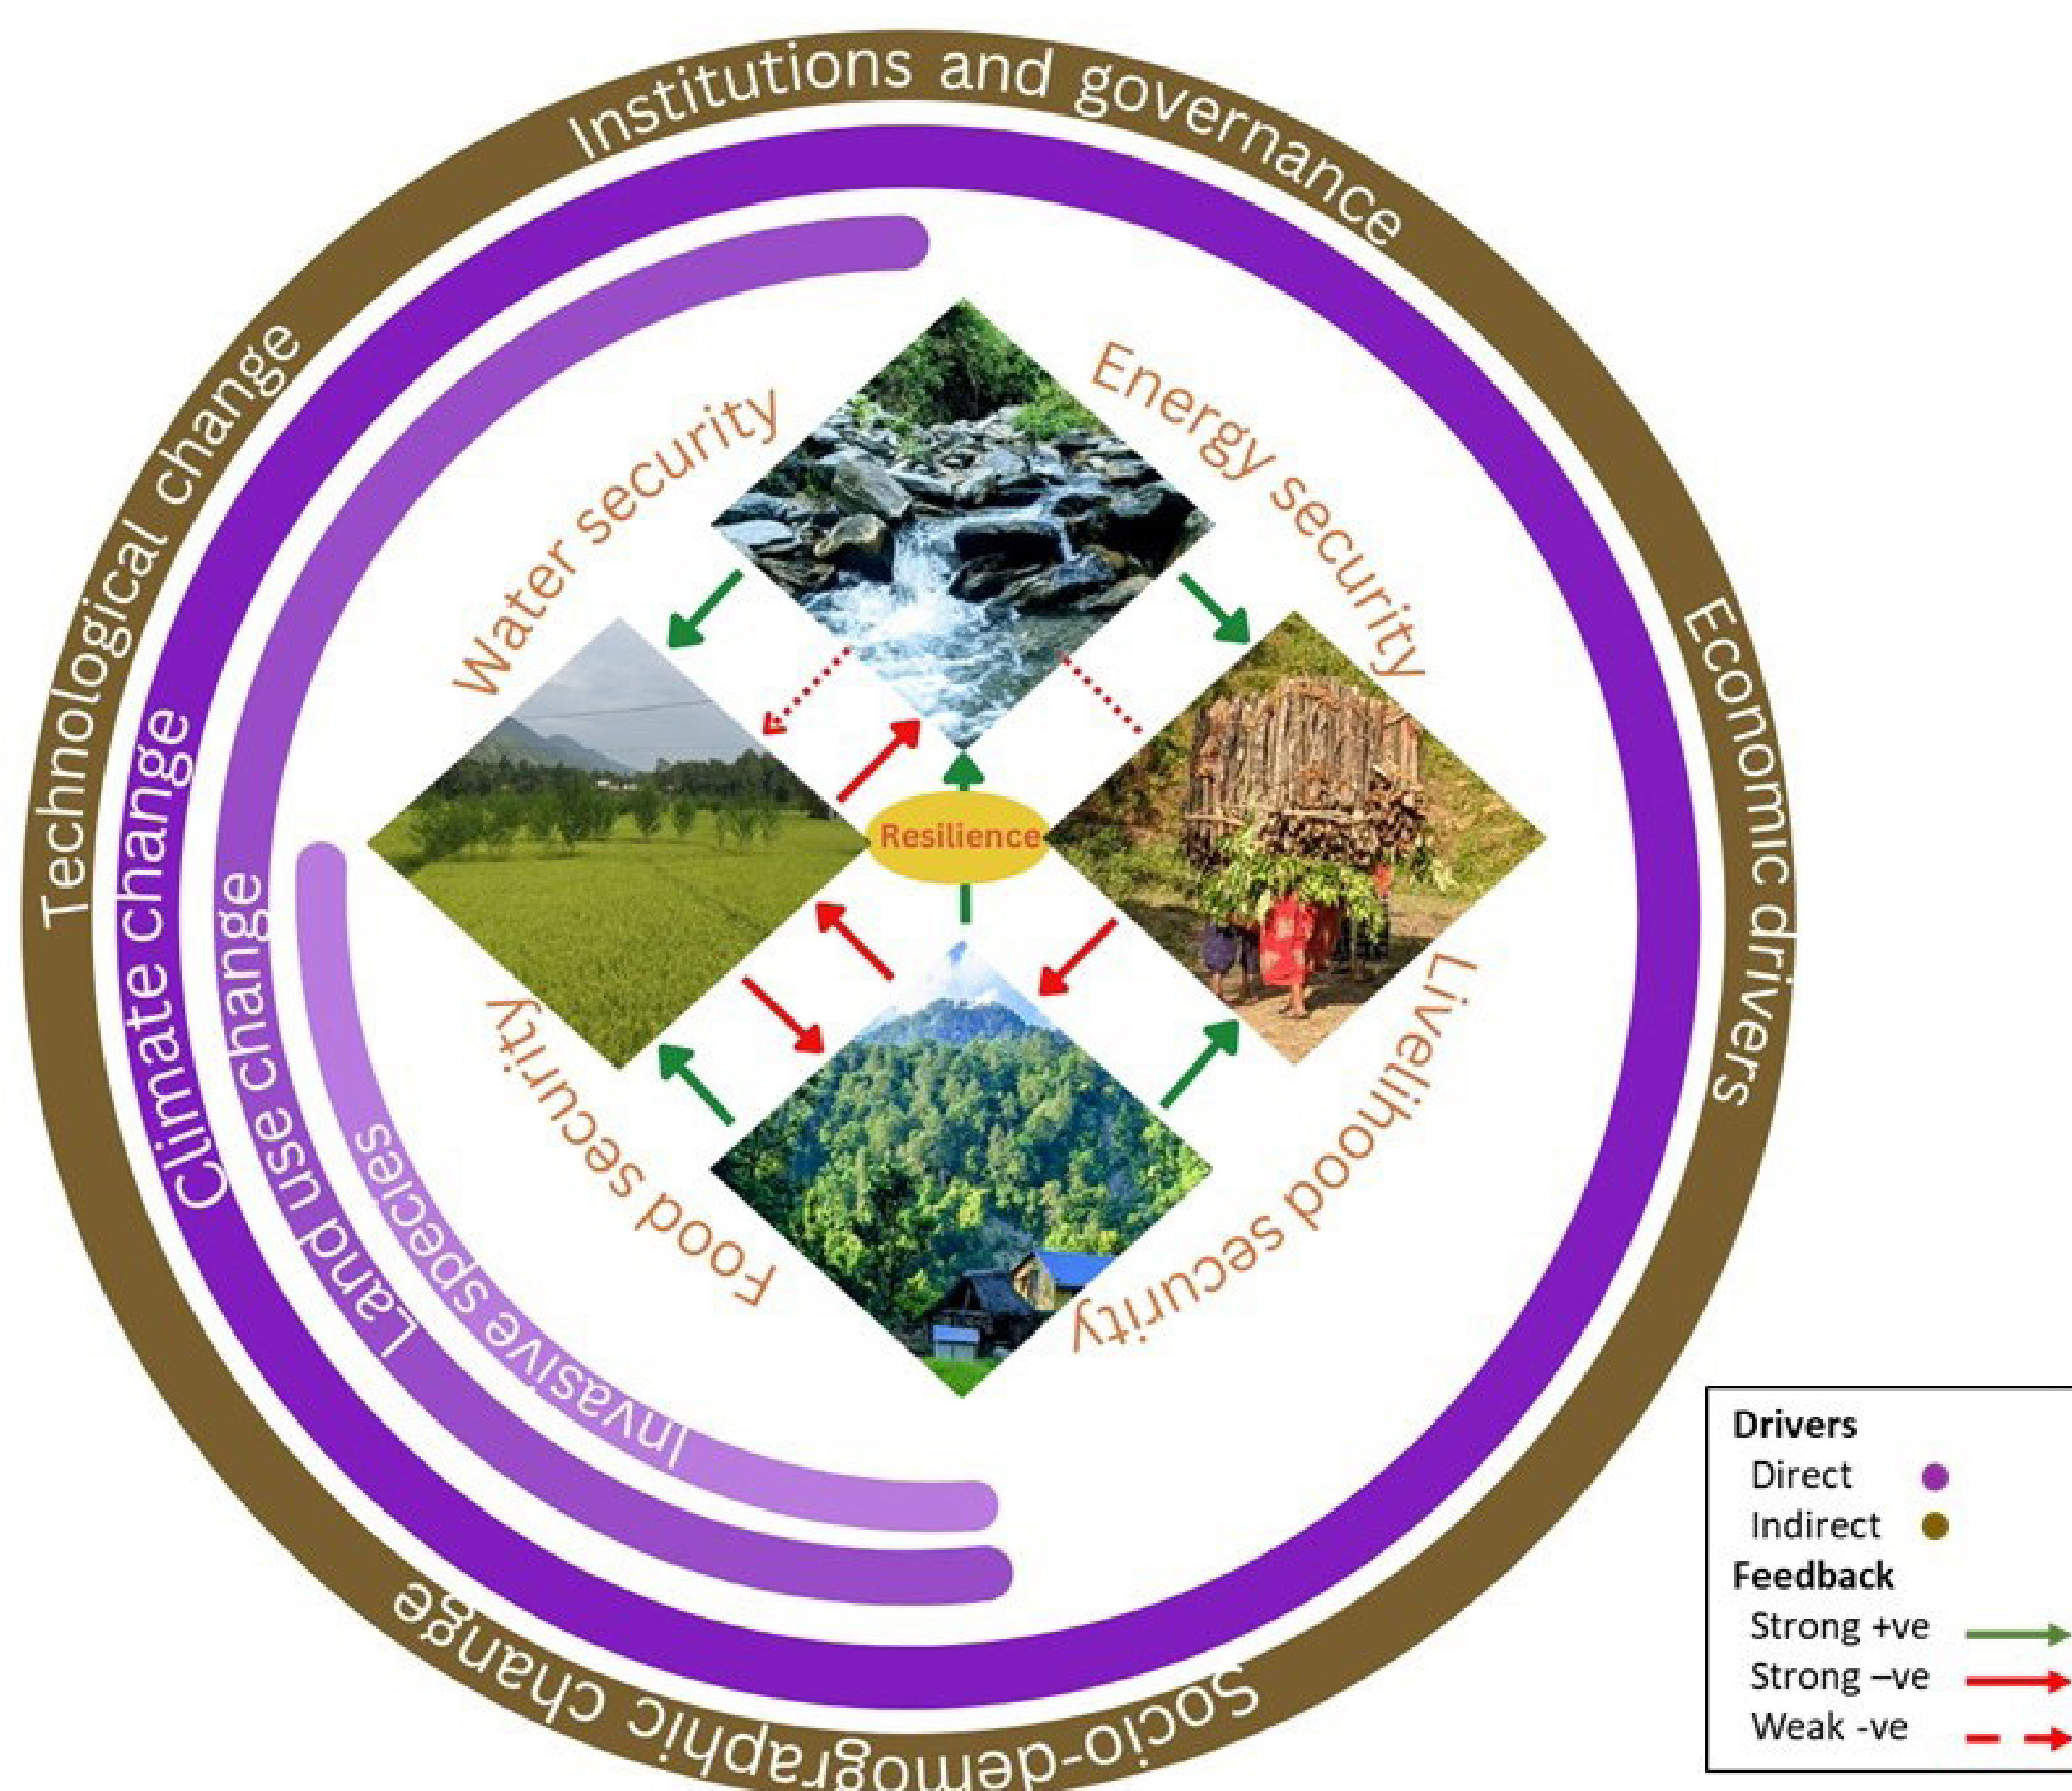 Institutions and governance
Technological change
Economic drivers
Socio-demographic change
Climate change
Land use change
Invasive species
Water security
Energy security
Food security
Livelihood security
Resilience
Drivers
Direct
Indirect
Feedback
Strong +ve
Strong –ve
Weak -ve